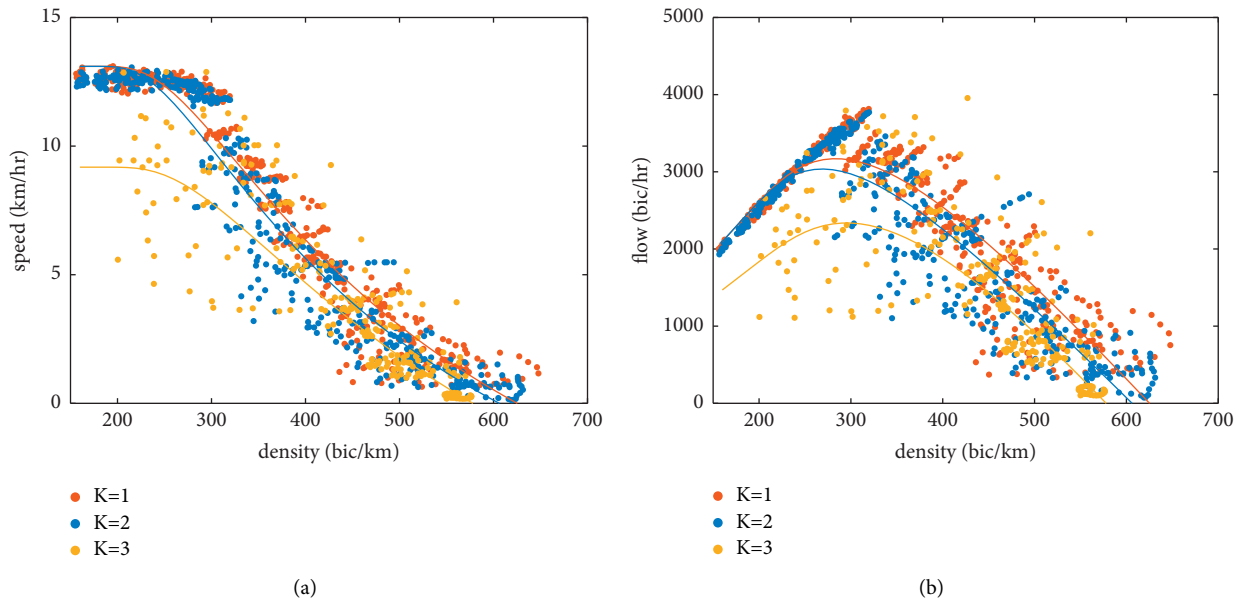 15
10
5
0
speed (km/hr)
200 300 400 500 600 700
density (bic/km)
K=1
K=2
K=3
(a)
5000
4000
3000
2000
1000
0
flow (bic/hr)
200 300 400 500 600 700
density (bic/km)
K=1
K=2
K=3
(b)